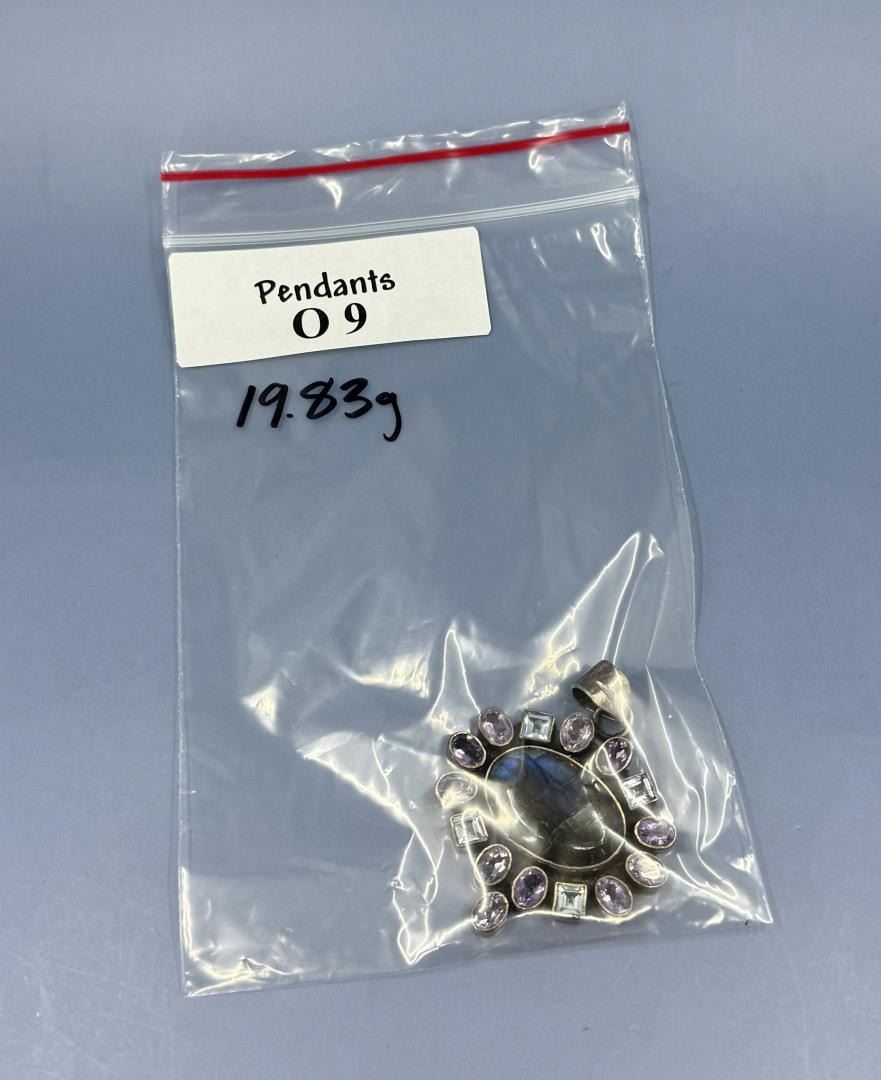 Pendants
O 9
19.83g